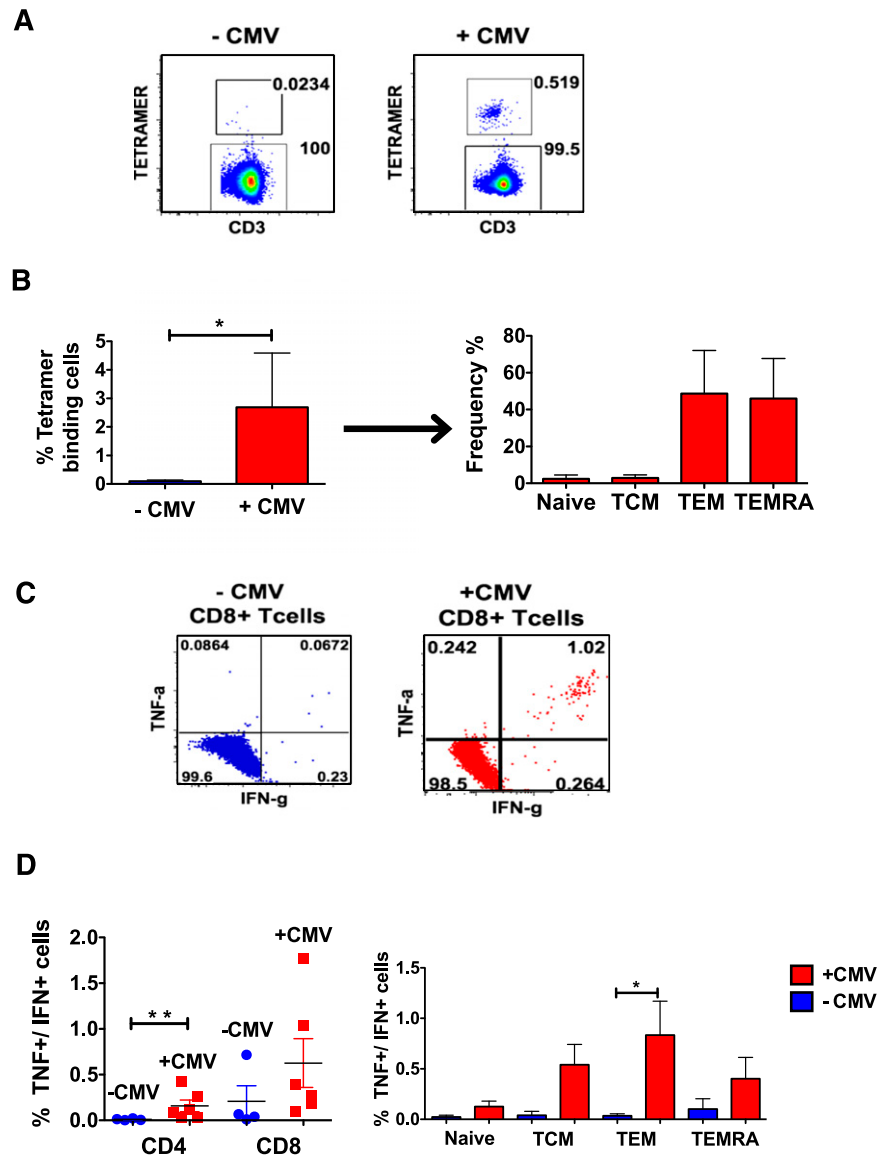 A
- CMV
+ CMV
TETRAMER
0.0234
100
CD3
TETRAMER
0.519
99.5
CD3
B
% Tetramer
binding cells
5
4
3
2
1
0
*
- CMV
+ CMV
Frequency %
80
60
40
20
0
Naive TCM TEM TEMRA
C
- CMV
CD8+ Tcells
TNF-a
0.0864 0.0672
99.6 0.23
IFN-g
+CMV
CD8+ Tcells
TNF-a
0.242 1.02
98.5 0.264
IFN-g
D
% TNF+/ IFN+ cells
2.0
1.5
1.0
0.5
0.0
-CMV
* *
+CMV
-CMV
+CMV
CD4 CD8
% TNF+/ IFN+ cells
1.5
1.0
0.5
0.0
*
Naive TCM TEM TEMRA
+CMV
- CMV